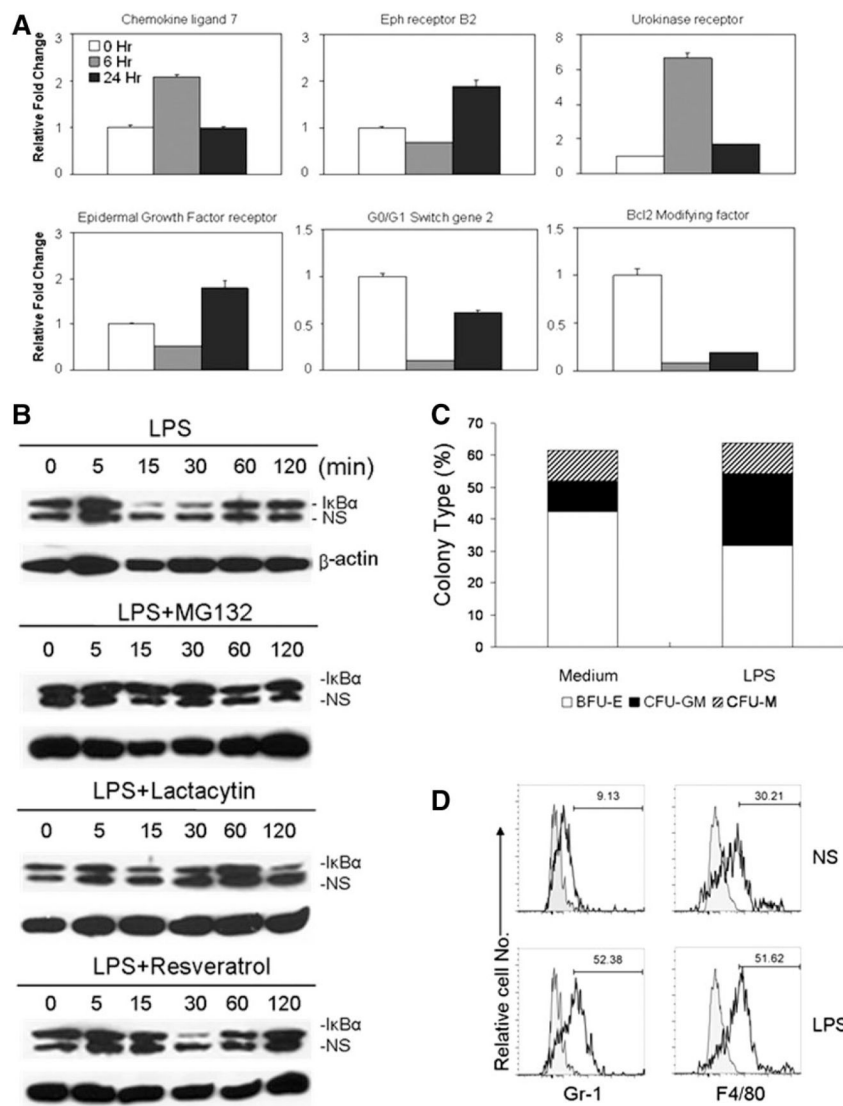 A
Chemokine ligand 7
Eph receptor B2
Urokinase receptor
Relative Fold Change
3
2
1
0
0 Hr
6 Hr
24 Hr
3
2
1
0
8
6
4
2
0
Epidermal Growth Factor receptor
G0/G1 Switch gene 2
Bcl2 Modifying factor
Relative Fold Change
3
2
1
0
1.5
1
0.5
0
1.5
1
0.5
0
B
LPS
0 5 15 30 60 120 (min)
- IκBα
- NS
β-actin
LPS+MG132
0 5 15 30 60 120
-IκBα
-NS
LPS+Lactacytin
0 5 15 30 60 120
-IκBα
-NS
LPS+Resveratrol
0 5 15 30 60 120
-IκBα
-NS
C
Colony Type (%)
70
60
50
40
30
20
10
0
Medium LPS
BFU-E CFU-GM CFU-M
D
Relative cell No.
9.13
30.21
NS
52.38
51.62
LPS
Gr-1
F4/80